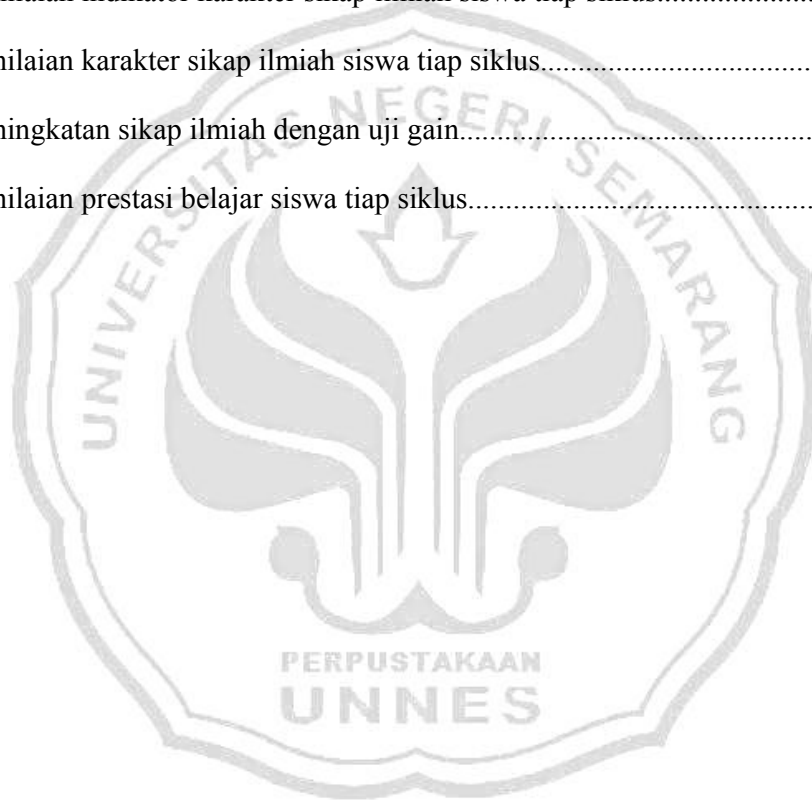 nilaian karakter sikap ilmiah siswa tiap siklus.....................................
ningkatan sikap ilmiah dengan uji gain................................................
nilaian prestasi belajar siswa tiap siklus...............................................
UNIVERSITAS NEGERI SEMARANG
PERPUSTAKAAN
UNNES